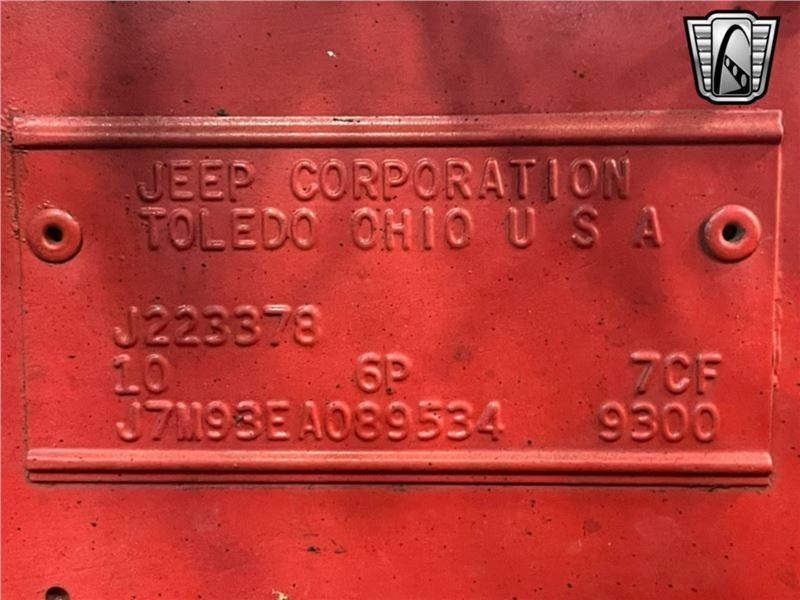 JEEP CORPORATION
TOLEDO OHIO U S A
J223378
10 6P 7CF
J7M93EA089534 9300